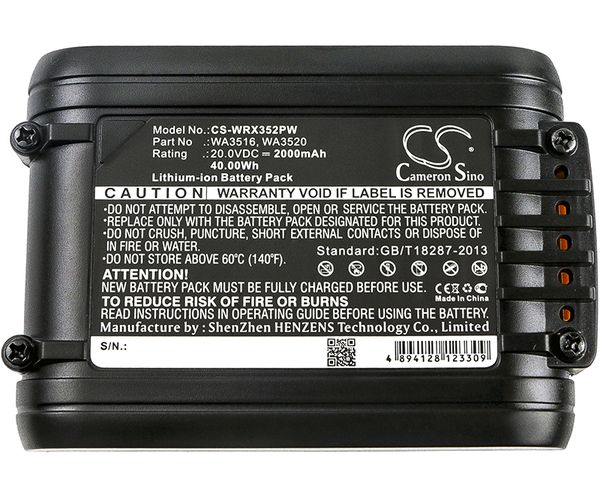 Model No.: CS-WRX352PW
Part No. : WA3516, WA3520
Rating : 20.0VDC ⎓ 2000mAh
40.00Wh
Lithium-ion Battery Pack
CS
Cameron Sino
CAUTION WARRANTY VOID IF LABEL IS REMOVED
•DO NOT ATTEMPT TO DISASSEMBLE, OPEN OR SERVICE THE BATTERY PACK.
•REPLACE ONLY WITH THE BATTERY PACK DESIGNATED FOR THIS PRODUCT.
•DO NOT CRUSH, PUNCTURE, SHORT EXTERNAL CONTACTS OR DISPOSE OF
IN FIRE OR WATER.
•DO NOT STORE ABOVE 60℃ (140℉).
Standard:GB/T18287-2013
ATTENTION!
NEW BATTERY PACK MUST BE FULLY CHARGED BEFORE USE.
TO REDUCE RISK OF FIRE OR BURNS
READ INSTRUCTIONS IN OPERATING MANUAL BEFORE USE.
Li-ion
Made In China
Manufacture by : ShenZhen HENZENS Technology Co., Limited
S/N.:
4 894128 123309